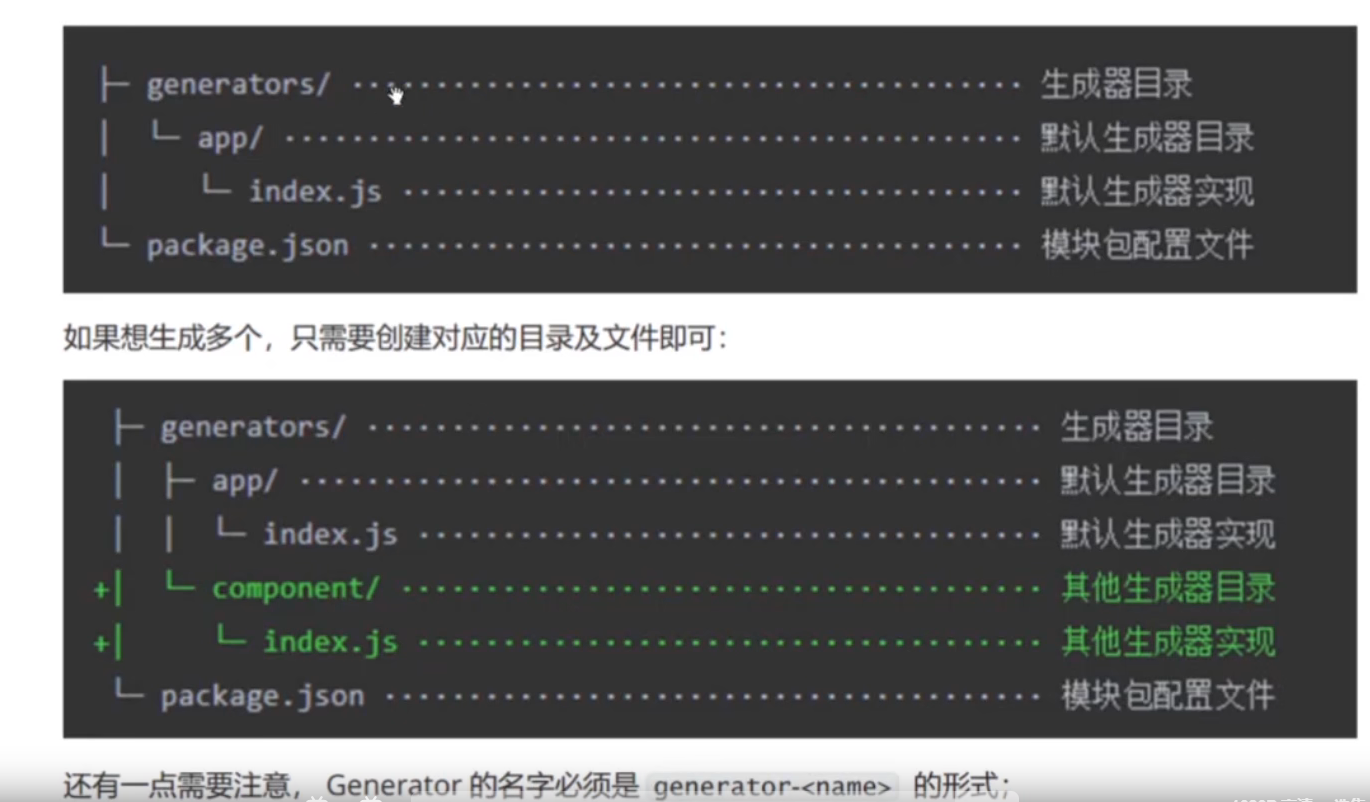 ├─ generators/ ········································ 生成器目录
│  └─ app/ ············································ 默认生成器目录
│     └─ index.js ····································· 默认生成器实现
└─ package.json ······································· 模块包配置文件
如果想生成多个，只需要创建对应的目录及文件即可：
├─ generators/ ········································ 生成器目录
│  ├─ app/ ············································ 默认生成器目录
│  │  └─ index.js ····································· 默认生成器实现
+│  └─ component/ ······································ 其他生成器目录
+│     └─ index.js ····································· 其他生成器实现
└─ package.json ······································· 模块包配置文件
还有一点需要注意， Generator 的名字必须是 generator-<name> 的形式；